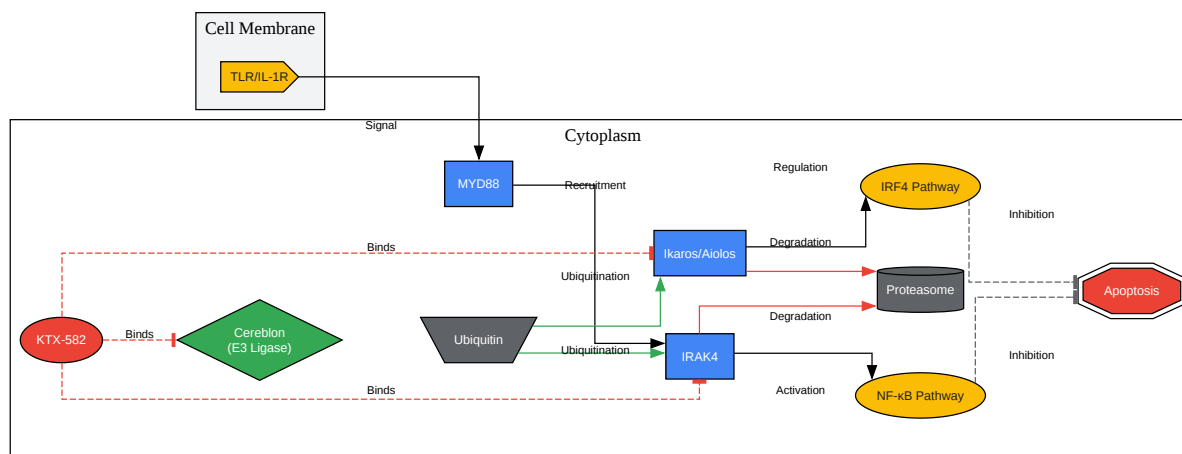 Cell Membrane
TLR/IL-1R
Signal
Cytoplasm
MYD88
Recruitment
Regulation
IRF4 Pathway
Inhibition
Binds
Ikaros/Aiolos
Degradation
Ubiquitination
Proteasome
Apoptosis
KTX-582
Binds
Cereblon
(E3 Ligase)
Ubiquitin
Ubiquitination
IRAK4
Degradation
Inhibition
Binds
Activation
NF-κB Pathway